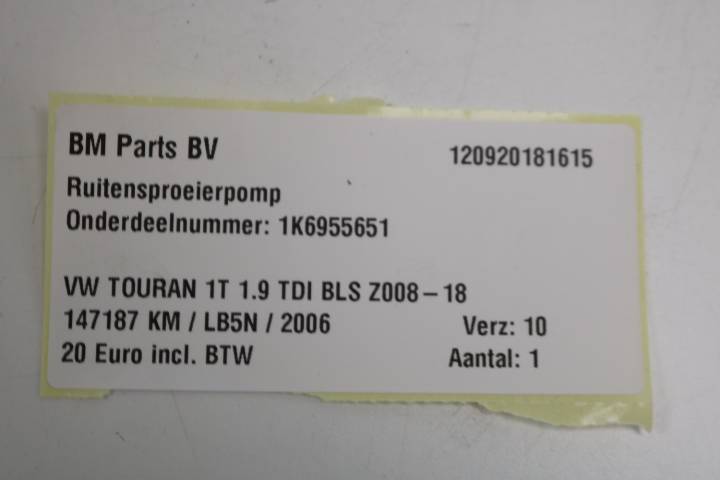 BM Parts BV 120920181615
Ruitensproeierpomp
Onderdeelnummer: 1K6955651
VW TOURAN 1T 1.9 TDI BLS Z008-18
147187 KM / LB5N / 2006 Verz: 10
20 Euro incl. BTW Aantal: 1